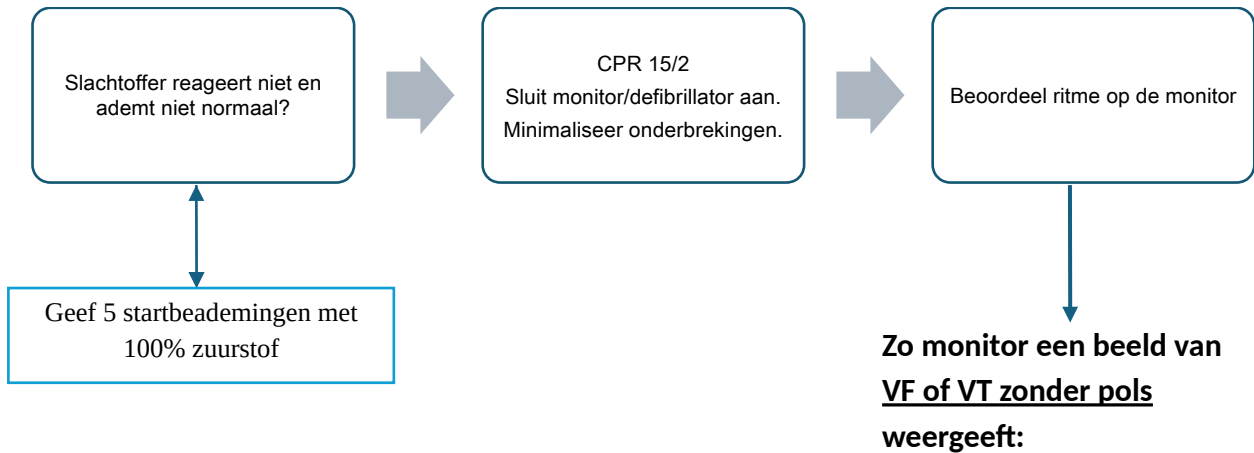 Slachtoffer reageert niet en
ademt niet normaal?
CPR 15/2
Sluit monitor/defibrillator aan.
Minimaliseer onderbrekingen.
Beoordeel ritme op de monitor
Geef 5 startbeademingen met
100% zuurstof
Zo monitor een beeld van
VF of VT zonder pols
weergeeft: